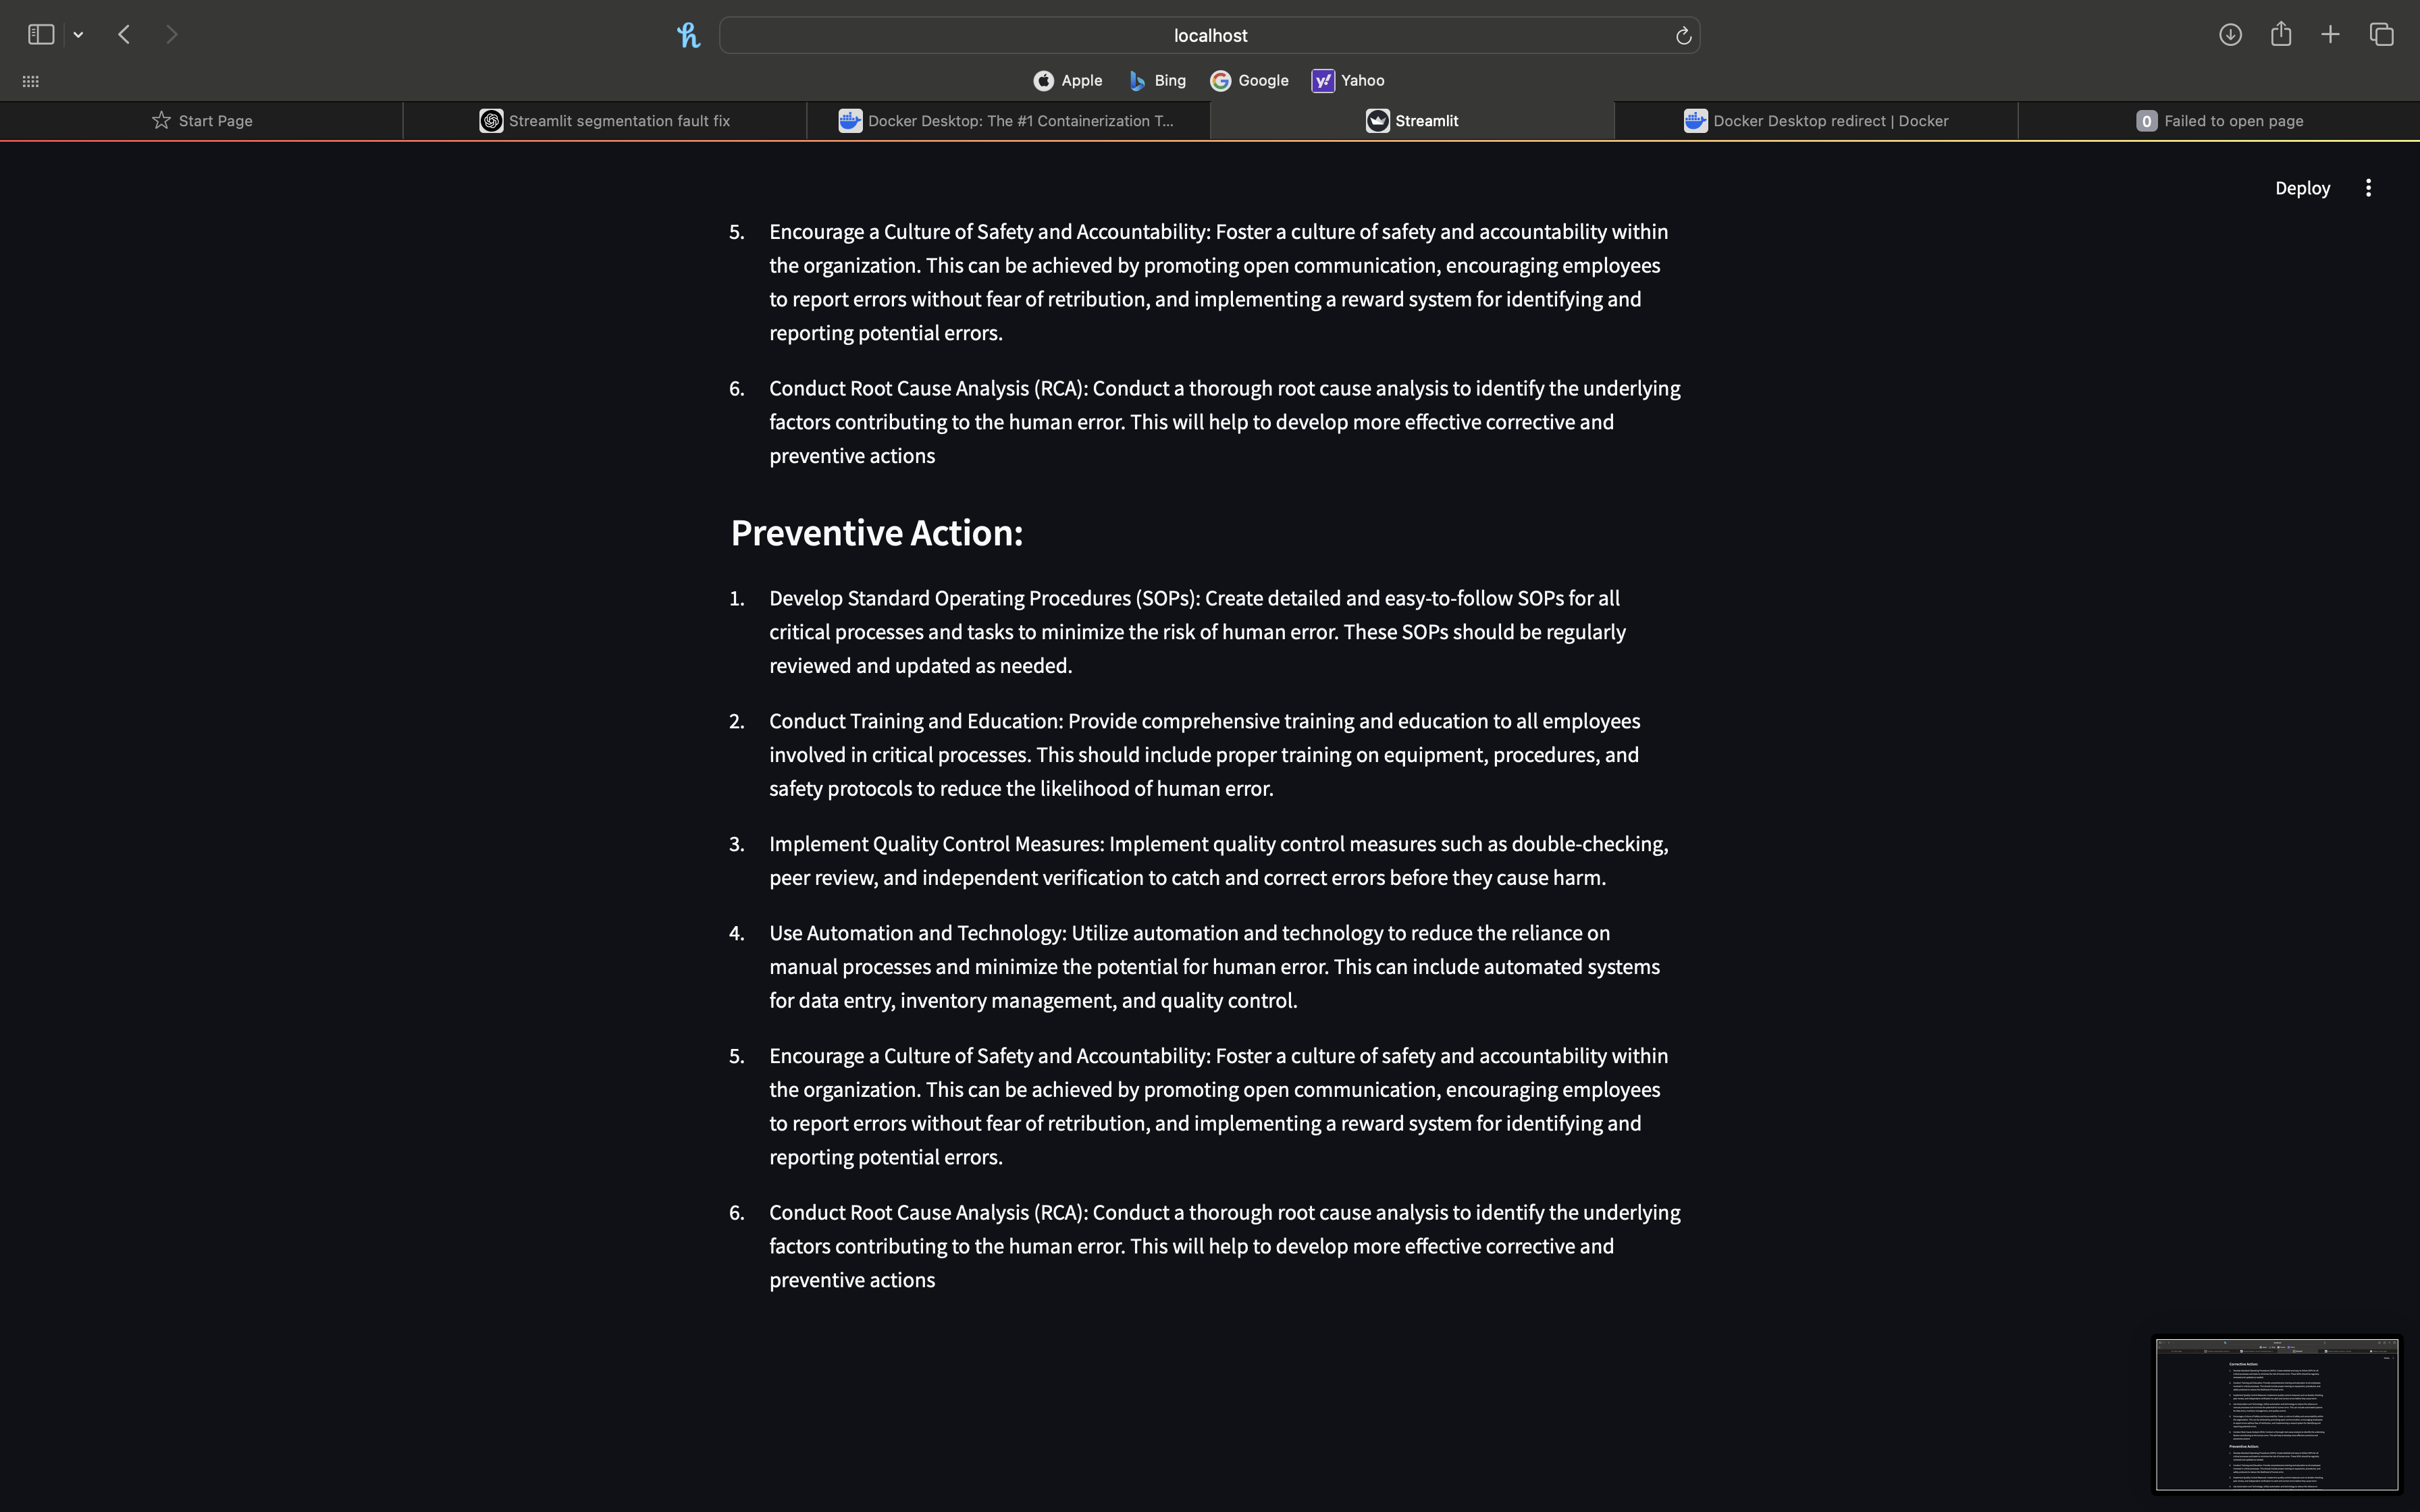 localhost
Apple
Bing
Google
Yahoo
Start Page
Streamlit segmentation fault fix
Docker Desktop: The #1 Containerization T...
Streamlit
Docker Desktop redirect | Docker
0 Failed to open page
Deploy
5. Encourage a Culture of Safety and Accountability: Foster a culture of safety and accountability within
the organization. This can be achieved by promoting open communication, encouraging employees
to report errors without fear of retribution, and implementing a reward system for identifying and
reporting potential errors.
6. Conduct Root Cause Analysis (RCA): Conduct a thorough root cause analysis to identify the underlying
factors contributing to the human error. This will help to develop more effective corrective and
preventive actions
Preventive Action:
1. Develop Standard Operating Procedures (SOPs): Create detailed and easy-to-follow SOPs for all
critical processes and tasks to minimize the risk of human error. These SOPs should be regularly
reviewed and updated as needed.
2. Conduct Training and Education: Provide comprehensive training and education to all employees
involved in critical processes. This should include proper training on equipment, procedures, and
safety protocols to reduce the likelihood of human error.
3. Implement Quality Control Measures: Implement quality control measures such as double-checking,
peer review, and independent verification to catch and correct errors before they cause harm.
4. Use Automation and Technology: Utilize automation and technology to reduce the reliance on
manual processes and minimize the potential for human error. This can include automated systems
for data entry, inventory management, and quality control.
5. Encourage a Culture of Safety and Accountability: Foster a culture of safety and accountability within
the organization. This can be achieved by promoting open communication, encouraging employees
to report errors without fear of retribution, and implementing a reward system for identifying and
reporting potential errors.
6. Conduct Root Cause Analysis (RCA): Conduct a thorough root cause analysis to identify the underlying
factors contributing to the human error. This will help to develop more effective corrective and
preventive actions
Corrective Action:
Preventive Action: